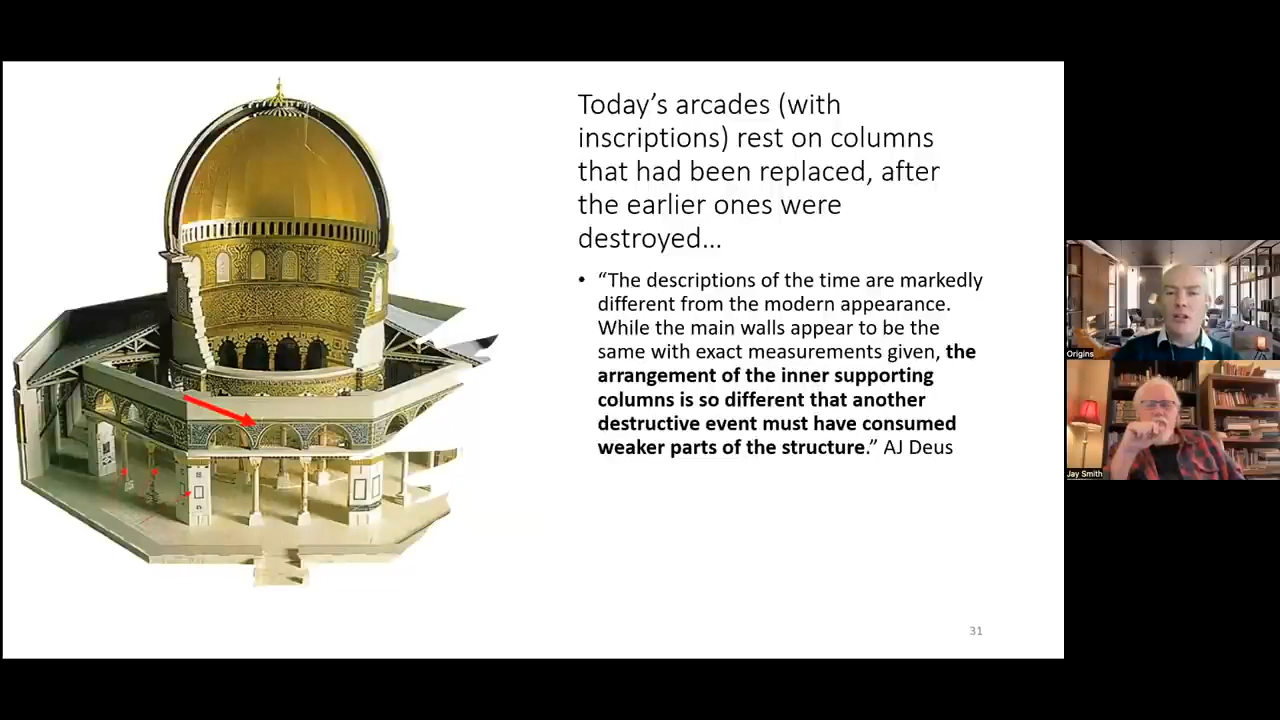 Today’s arcades (with
inscriptions) rest on columns
that had been replaced, after
the earlier ones were
destroyed…
• “The descriptions of the time are markedly
different from the modern appearance.
While the main walls appear to be the
same with exact measurements given, the
arrangement of the inner supporting
columns is so different that another
destructive event must have consumed
weaker parts of the structure.” AJ Deus
31
Origins
Jay Smith